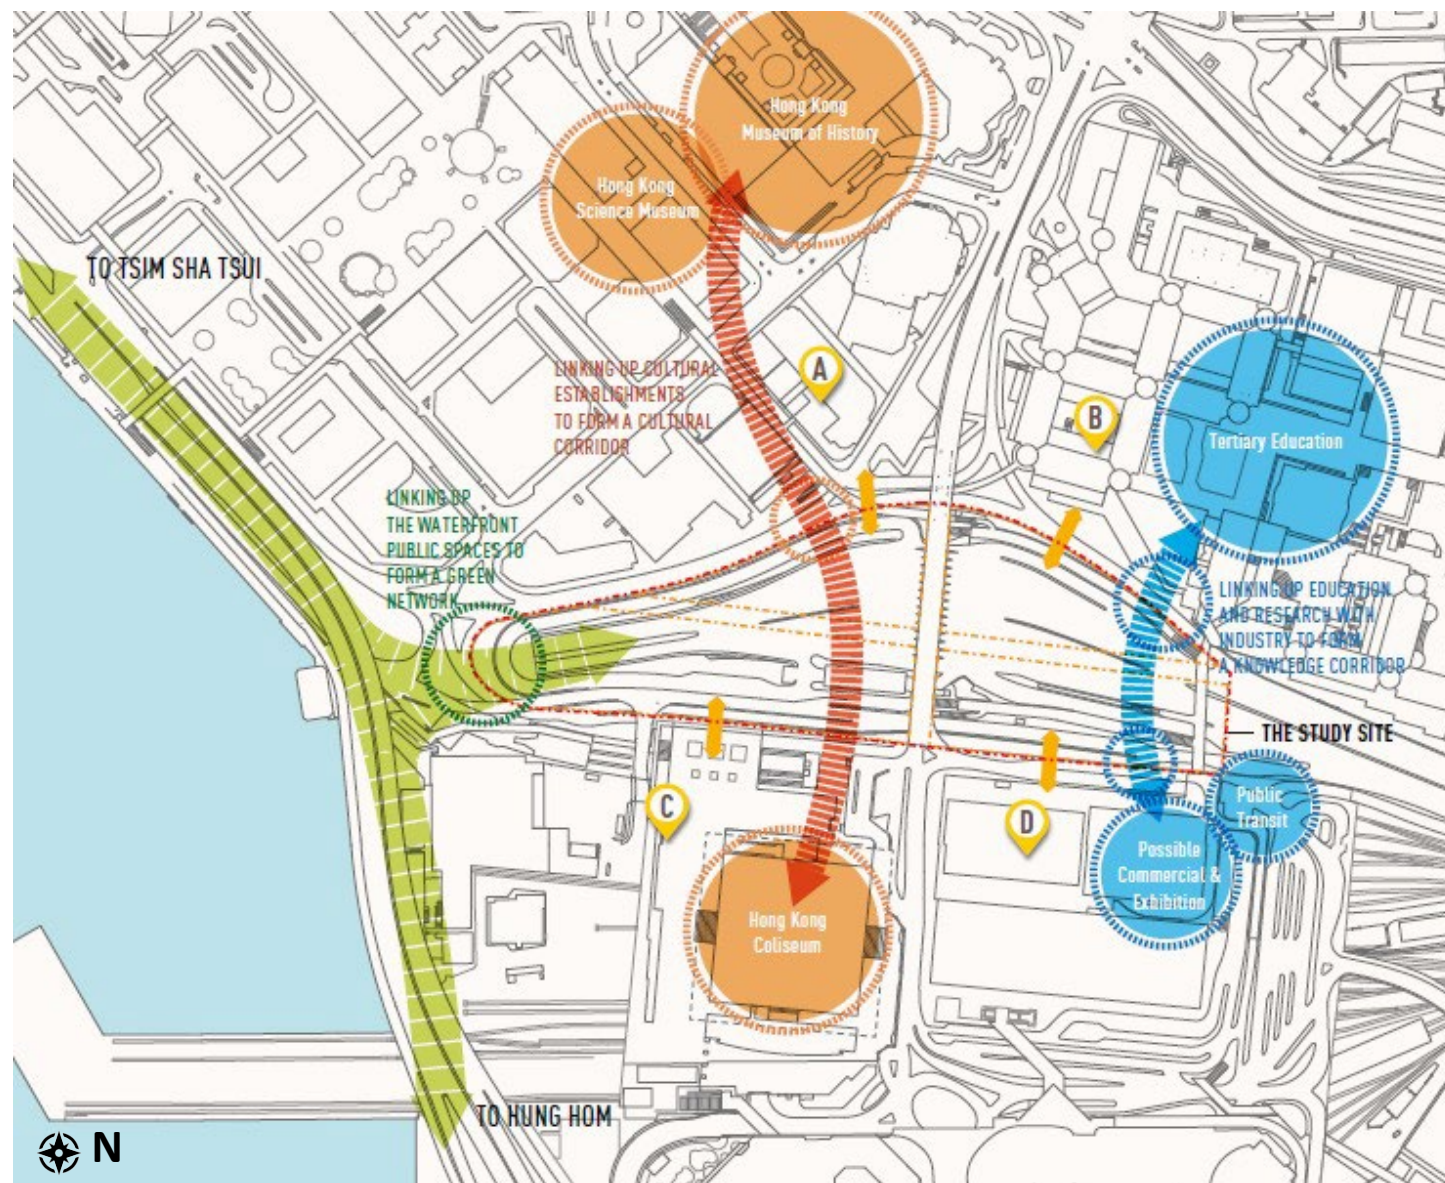 Hong Kong
Museum of History
Hong Kong
Science Museum
TO TSIM SHA TSUI
LINKING UP CULTURAL
ESTABLISHMENTS
TO FORM A CULTURAL
CORRIDOR
A
B
Tertiary Education
LINKING UP
THE WATERFRONT
PUBLIC SPACES TO
FORM A GREEN
NETWORK
LINKING UP EDUCATION
AND RESEARCH WITH
INDUSTRY TO FORM
A KNOWLEDGE CORRIDOR
THE STUDY SITE
C
D
Public
Transit
Possible
Commercial &
Exhibition
Hong Kong
Coliseum
TO HUNG HOM
N